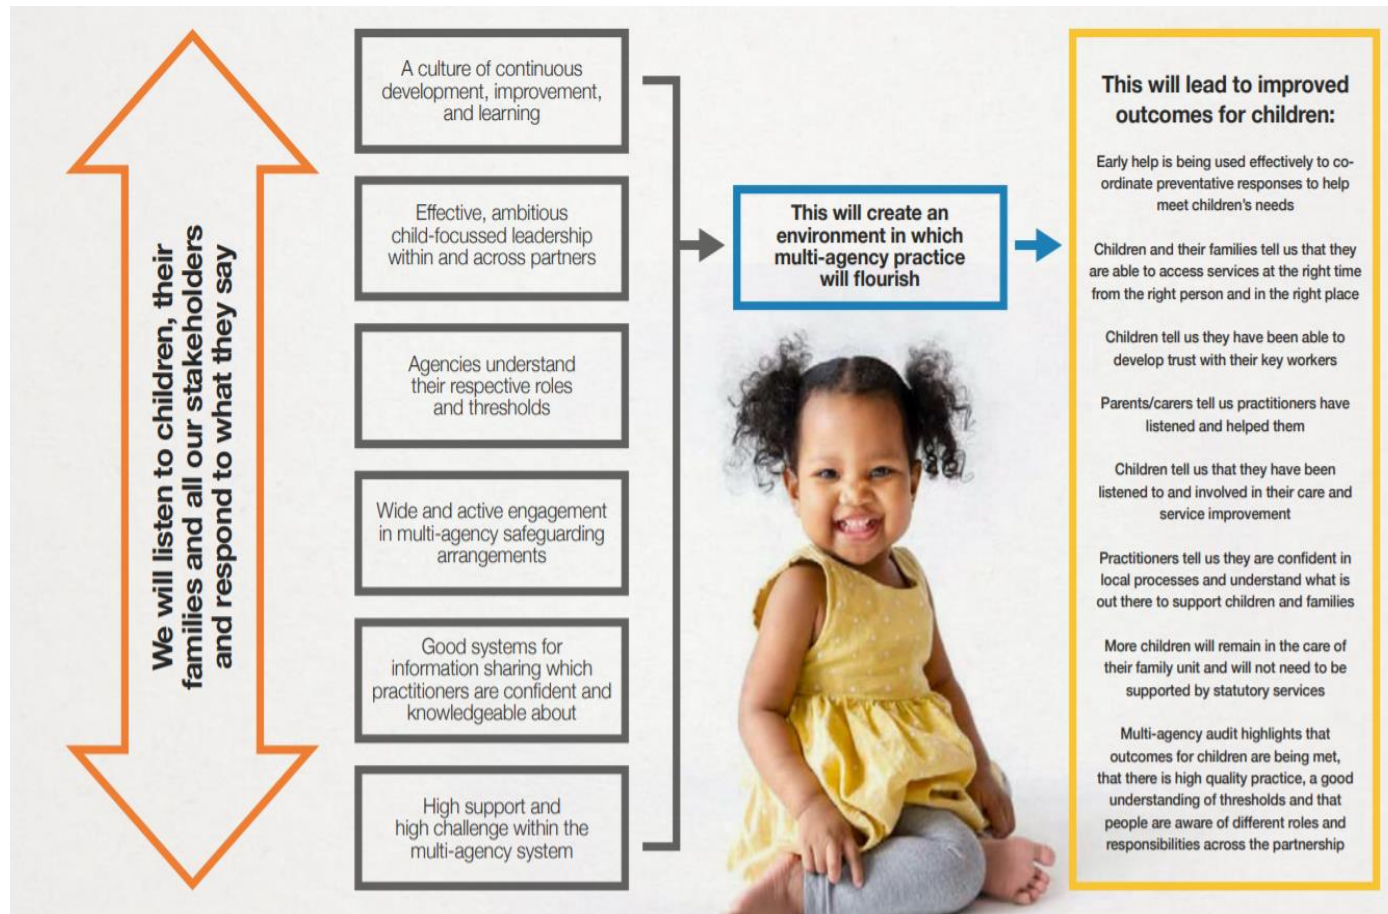 We will listen to children, their
families and all our stakeholders
and respond to what they say
A culture of continuous
development, improvement,
and learning
Effective, ambitious
child-focussed leadership
within and across partners
Agencies understand
their respective roles
and thresholds
Wide and active engagement
in multi-agency safeguarding
arrangements
Good systems for
information sharing which
practitioners are confident and
knowledgeable about
High support and
high challenge within the
multi-agency system
This will create an
environment in which
multi-agency practice
will flourish
This will lead to improved
outcomes for children:
Early help is being used effectively to co-
ordinate preventative responses to help
meet children's needs
Children and their families tell us that they
are able to access services at the right time
from the right person and in the right place
Children tell us they have been able to
develop trust with their key workers
Parents/carers tell us practitioners have
listened and helped them
Children tell us that they have been
listened to and involved in their care and
service improvement
Practitioners tell us they are confident in
local processes and understand what is
out there to support children and families
More children will remain in the care of
their family unit and will not need to be
supported by statutory services
Multi-agency audit highlights that
outcomes for children are being met,
that there is high quality practice, a good
understanding of thresholds and that
people are aware of different roles and
responsibilities across the partnership